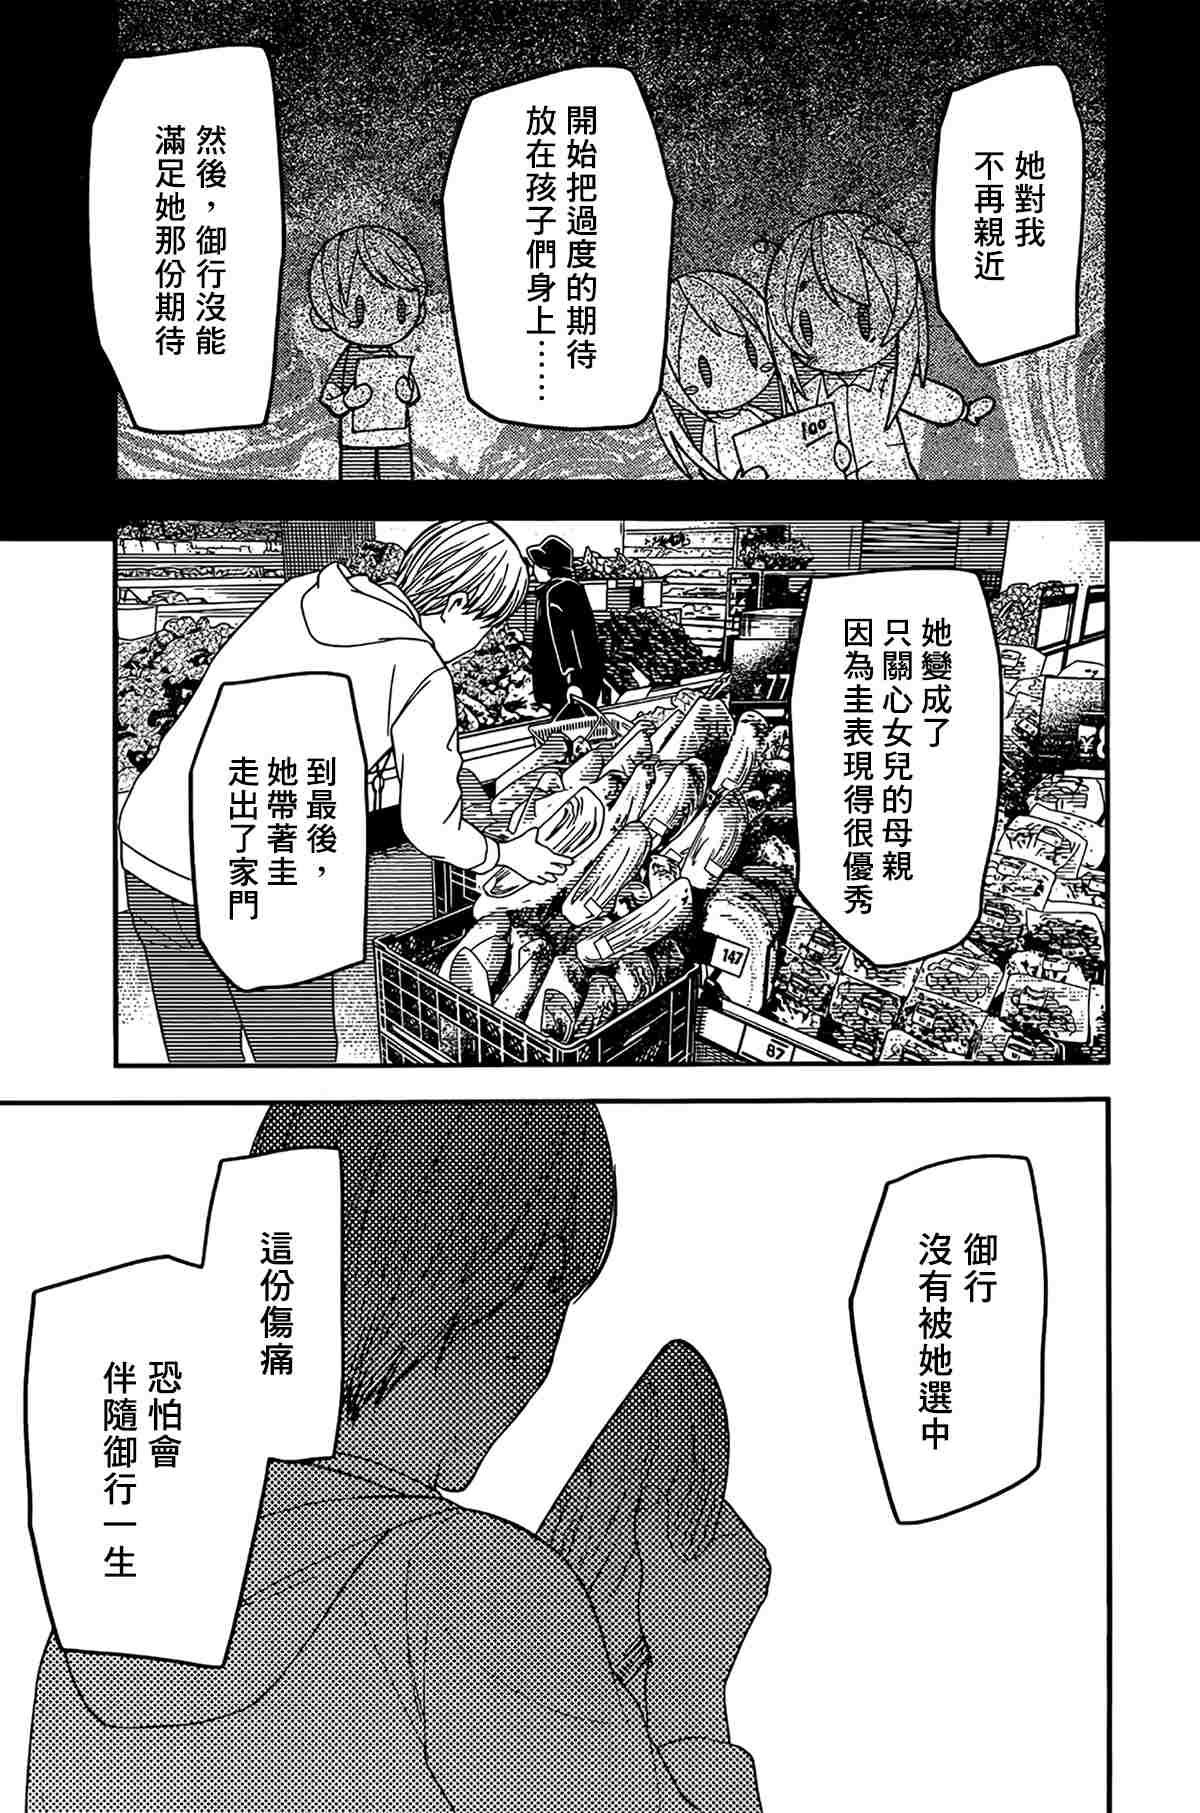 她對我
不再親近
開始把過度的期待
放在孩子們身上……
然後，御行沒能
滿足她那份期待
100
她變成了
只關心女兒的母親
因為圭表現得很優秀
到最後，
她帶著圭
走出了家門
¥77
147
87
御行
沒有被她選中
這份傷痛
恐怕會
伴隨御行一生